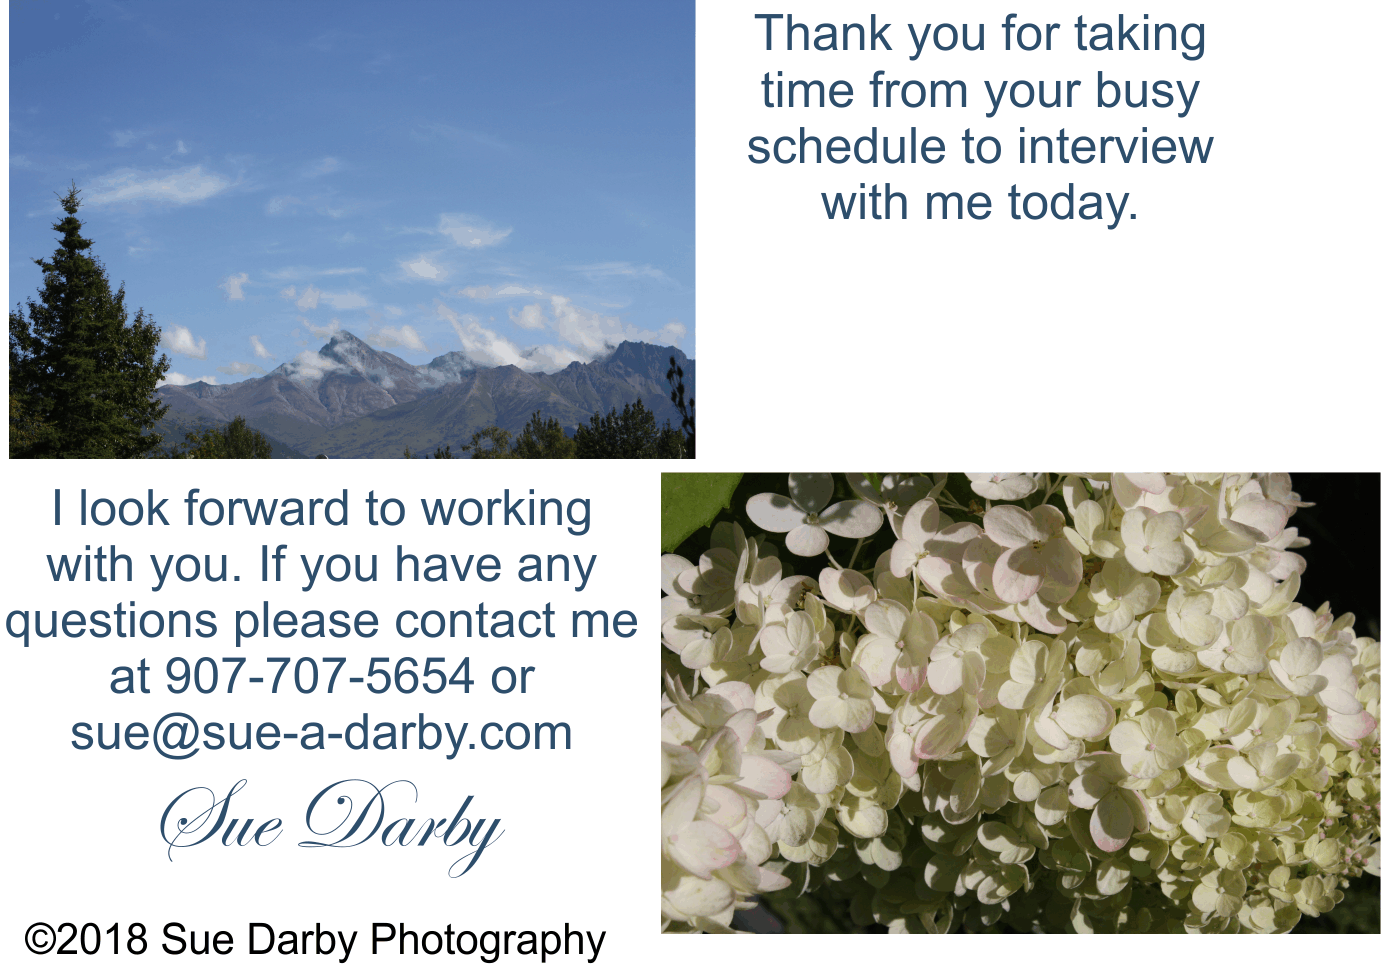 Thank you for taking
time from your busy
schedule to interview
with me today.
I look forward to working
with you. If you have any
questions please contact me
at 907-707-5654 or
sue@sue-a-darby.com
Sue Darby
©2018 Sue Darby Photography